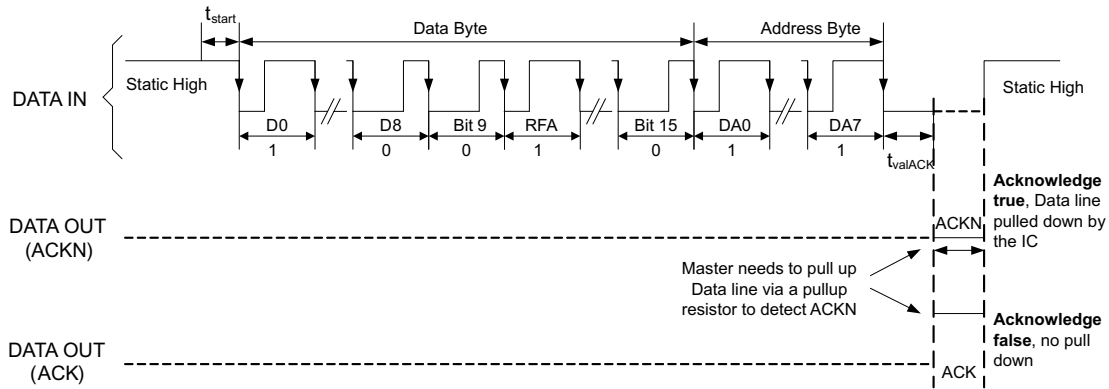 tstart
Data Byte
Address Byte
DATA IN
Static High
Static High
D0
D8
Bit 9
RFA
Bit 15
DA0
DA7
1
0
0
1
0
1
1
tvalACK
Acknowledge
true, Data line
pulled down by
the IC
DATA OUT
(ACKN)
ACKN
Master needs to pull up
Data line via a pullup
resistor to detect ACKN
Acknowledge
false, no pull
down
DATA OUT
(ACK)
ACK